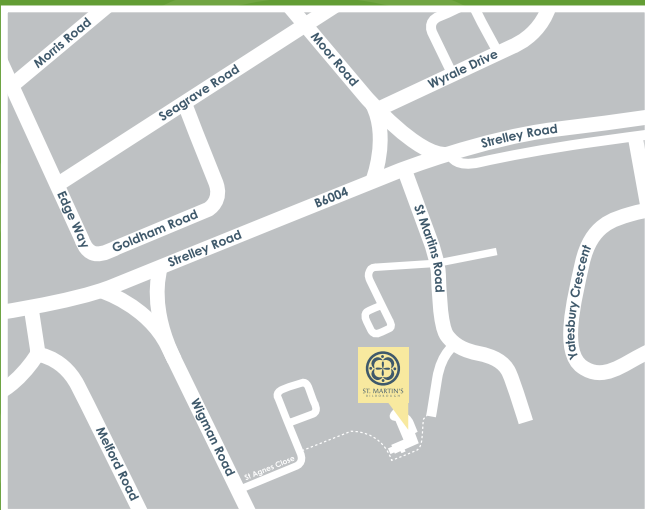 Morris Road
Moor Road
Wyrale Drive
Seagrave Road
Strelley Road
Edge Way
Goldham Road
B6004
Strelley Road
St Martins Road
Yatesbury Crescent
ST. MARTIN'S
BILBOROUGH
Wigman Road
Melford Road
St Agnes Close